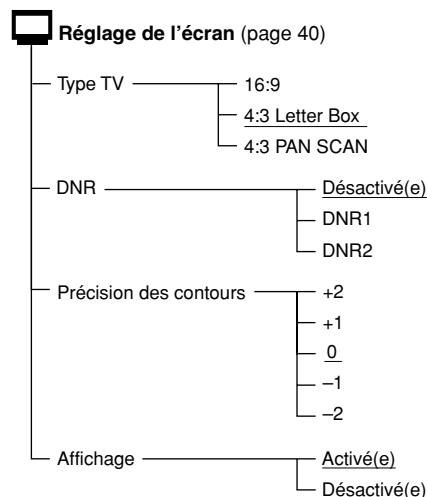 Réglage de l'écran (page 40)
Type TV
16:9
4:3 Letter Box
4:3 PAN SCAN
DNR
Désactivé(e)
DNR1
DNR2
Précision des contours
+2
+1
0
–1
–2
Affichage
Activé(e)
Désactivé(e)